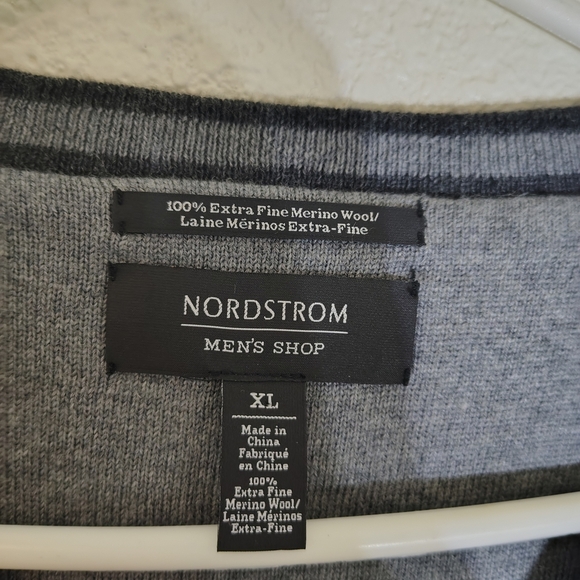 100% Extra Fine Merino Wool/
Laine Mérinos Extra-Fine
NORDSTROM
MEN'S SHOP
XL
Made in
China
Fabriqué
en Chine
100%
Extra Fine
Merino Wool/
Laine Mérinos
Extra-Fine